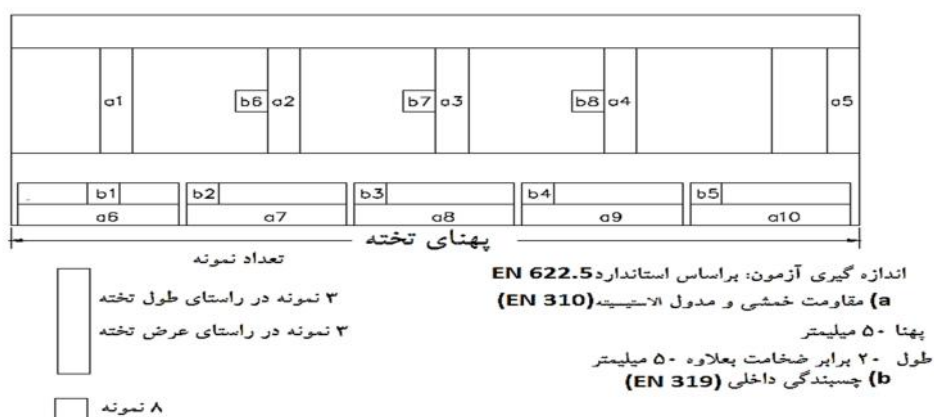 a1
b6 a2
b7 a3
b8 a4
a5
b1
b2
b3
b4
b5
a6
a7
a8
a9
a10
پهنای تخته
تعداد نمونه
۳ نمونه در راستای طول تخته
۳ نمونه در راستای عرض تخته
۸ نمونه
اندازه گیری آزمون: براساس استاندارد EN 622.5
a) مقاومت خمشی و مدول الاستیسیته (EN 310)
پهنا ۵۰ میلیمتر
طول ۲۰ برابر ضخامت بعلاوه ۵۰ میلیمتر
b) چسبندگی داخلی (EN 319)